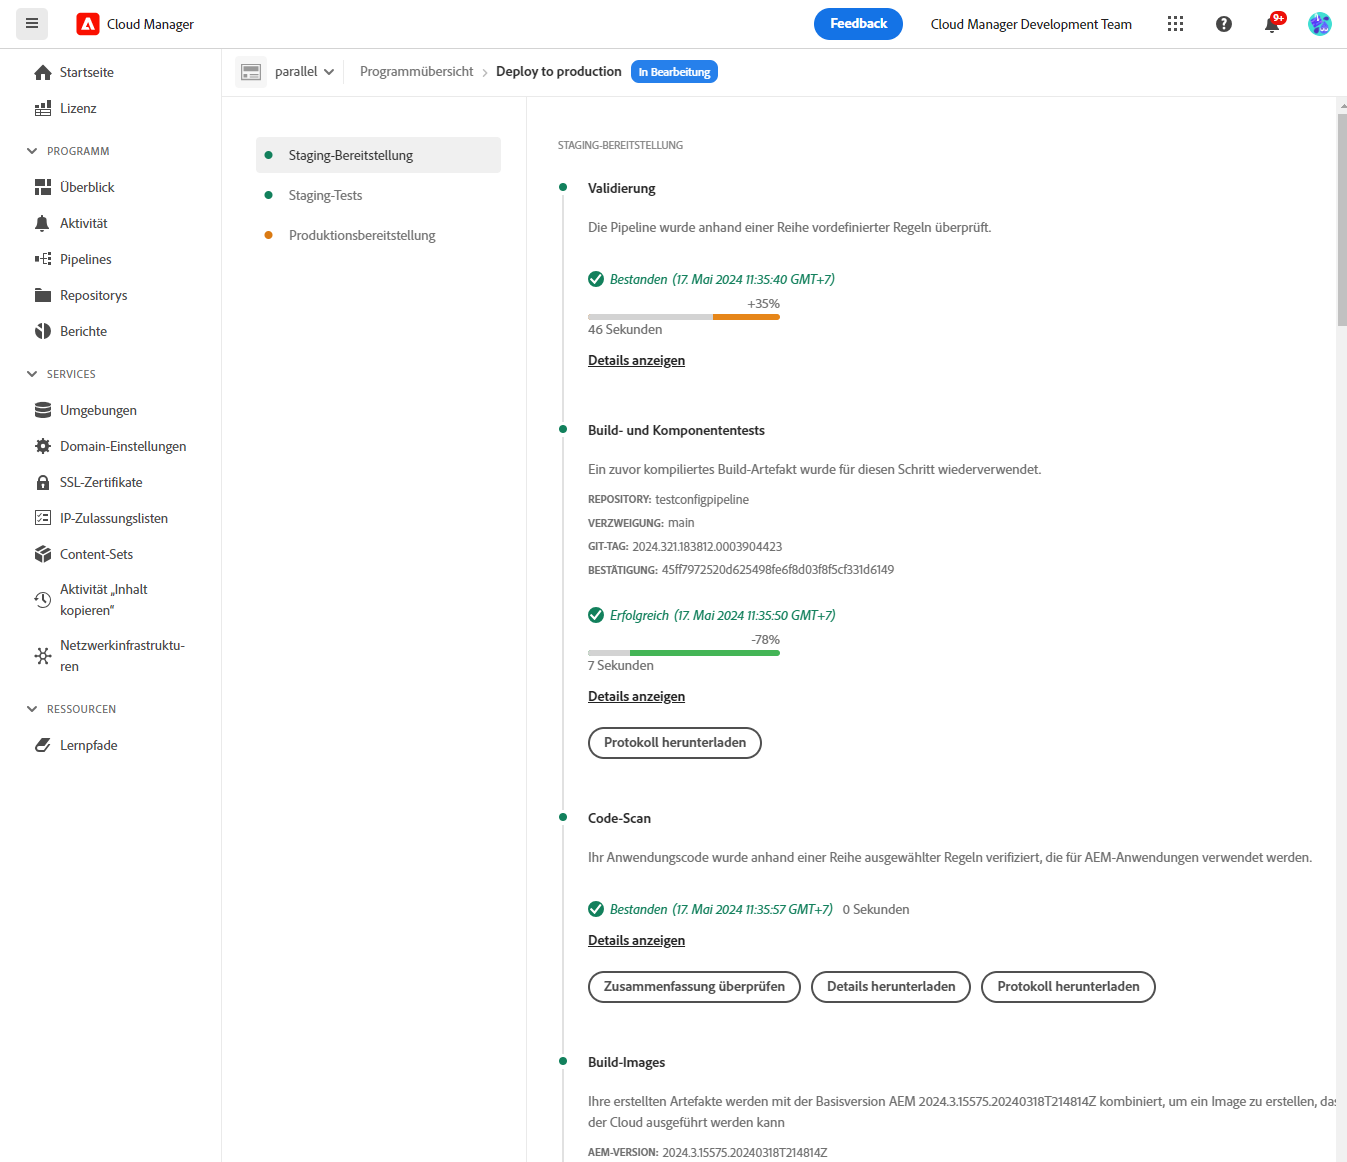 Cloud Manager
Feedback
Cloud Manager Development Team
9+
Startseite
Lizenz
PROGRAMM
Überblick
Aktivität
Pipelines
Repositorys
Berichte
SERVICES
Umgebungen
Domain-Einstellungen
SSL-Zertifikate
IP-Zulassungslisten
Content-Sets
Aktivität „Inhalt
kopieren“
Netzwerkinfrastruktu-
ren
RESSOURCEN
Lernpfade
parallel
Programmübersicht
Deploy to production
In Bearbeitung
Staging-Bereitstellung
Staging-Tests
Produktionsbereitstellung
STAGING-BEREITSTELLUNG
Validierung
Die Pipeline wurde anhand einer Reihe vordefinierter Regeln überprüft.
Bestanden (17. Mai 2024 11:35:40 GMT+7)
+35%
46 Sekunden
Details anzeigen
Build- und Komponententests
Ein zuvor kompiliertes Build-Artefakt wurde für diesen Schritt wiederverwendet.
REPOSITORY: testconfigpipeline
VERZWEIGUNG: main
GIT-TAG: 2024.321.183812.0003904423
BESTÄTIGUNG: 45ff7972520d625498fe6f8d03f8f5cf331d6149
Erfolgreich (17. Mai 2024 11:35:50 GMT+7)
-78%
7 Sekunden
Details anzeigen
Protokoll herunterladen
Code-Scan
Ihr Anwendungscode wurde anhand einer Reihe ausgewählter Regeln verifiziert, die für AEM-Anwendungen verwendet werden.
Bestanden (17. Mai 2024 11:35:57 GMT+7) 0 Sekunden
Details anzeigen
Zusammenfassung überprüfen
Details herunterladen
Protokoll herunterladen
Build-Images
Ihre erstellten Artefakte werden mit der Basisversion AEM 2024.3.15575.20240318T214814Z kombiniert, um ein Image zu erstellen, das
der Cloud ausgeführt werden kann
AEM-VERSION: 2024.3.15575.20240318T214814Z